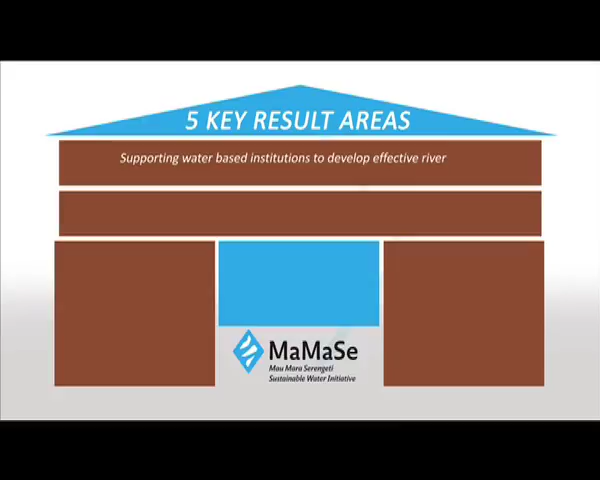 5 KEY RESULT AREAS
Supporting water based institutions to develop effective river
MaMaSe
Mau Mara Serengeti
Sustainable Water Initiative